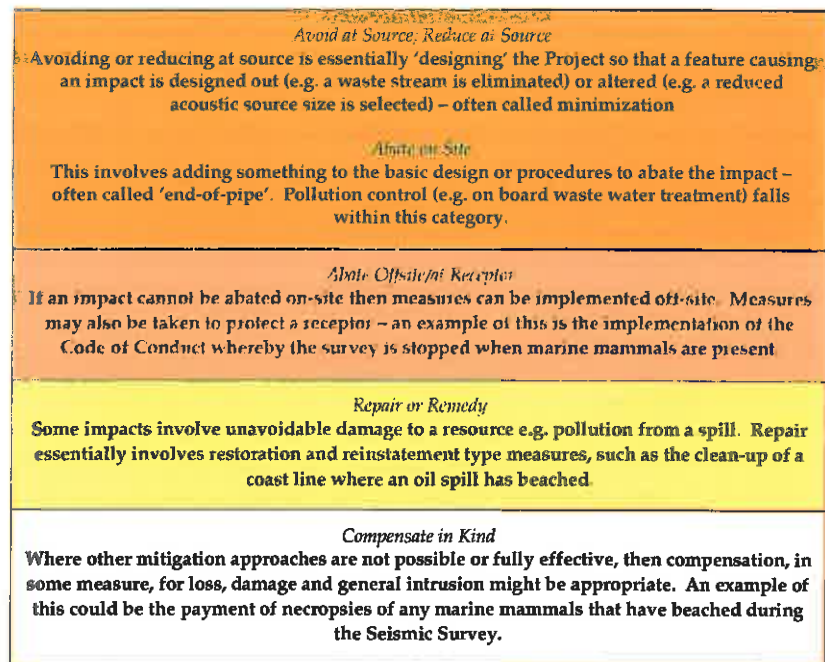 Avoid at Source; Reduce at Source
Avoiding or reducing at source is essentially 'designing' the Project so that a feature causing
an impact is designed out (e.g. a waste stream is eliminated) or altered (e.g. a reduced
acoustic source size is selected) – often called minimization
Abate on Site
This involves adding something to the basic design or procedures to abate the impact –
often called 'end-of-pipe'. Pollution control (e.g. on board waste water treatment) falls
within this category.
Abate Offsite/at Receptor
If an impact cannot be abated on-site then measures can be implemented off-site. Measures
may also be taken to protect a receptor – an example of this is the implementation of the
Code of Conduct whereby the survey is stopped when marine mammals are present
Repair or Remedy
Some impacts involve unavoidable damage to a resource e.g. pollution from a spill. Repair
essentially involves restoration and reinstatement type measures, such as the clean-up of a
coast line where an oil spill has beached
Compensate in Kind
Where other mitigation approaches are not possible or fully effective, then compensation, in
some measure, for loss, damage and general intrusion might be appropriate. An example of
this could be the payment of necropsies of any marine mammals that have beached during
the Seismic Survey.